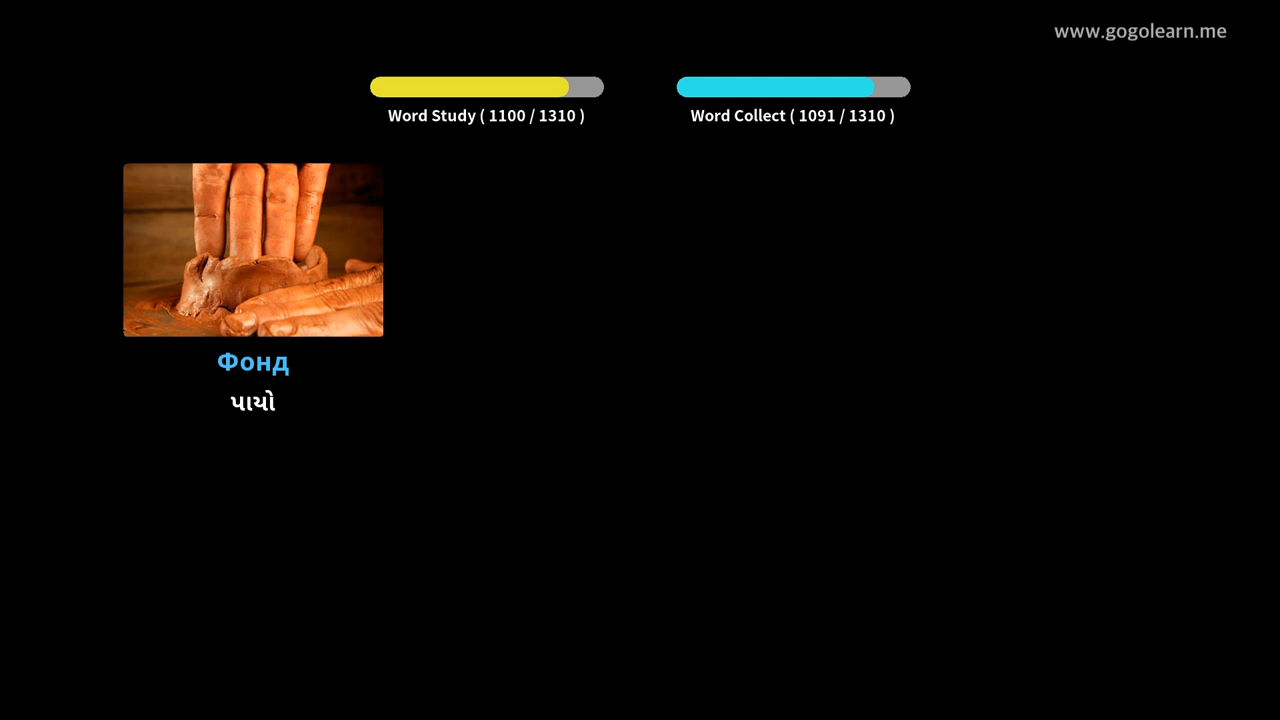 www.gogolearn.me
Word Study ( 1100 / 1310 )
Word Collect ( 1091 / 1310 )
Фонд
પાયો